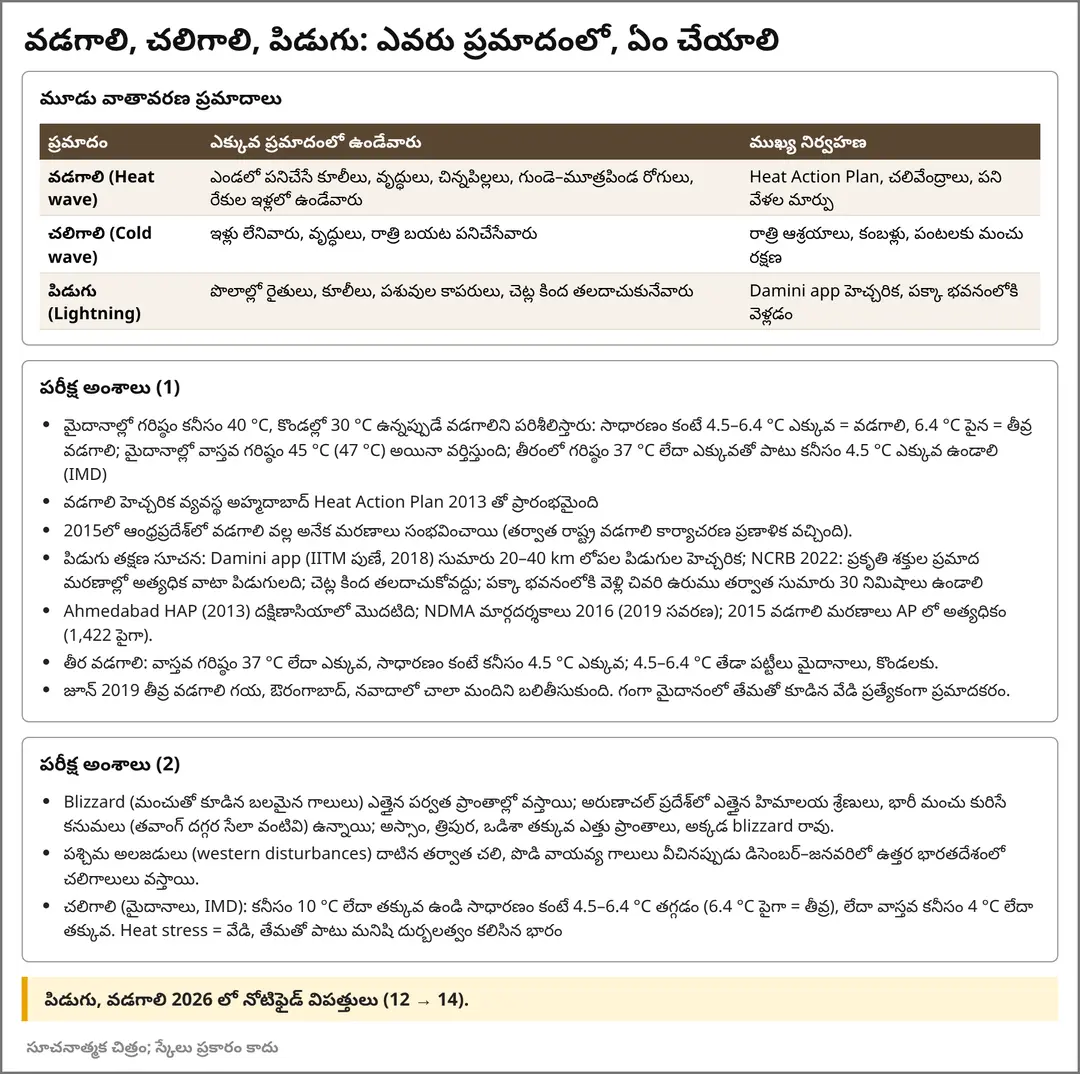 వడగాలి, చలిగాలి, పిడుగు: ఎవరు ప్రమాదంలో, ఏం చేయాలి
మూడు వాతావరణ ప్రమాదాలు
ప్రమాదం ఎక్కువ ప్రమాదంలో ఉండేవారు ముఖ్య నిర్వహణ
వడగాలి (Heat wave) ఎండలో పనిచేసే కూలీలు, వృద్ధులు, చిన్నపిల్లలు, గుండె–మూత్రపిండ రోగులు, రేకుల ఇళ్లలో ఉండేవారు Heat Action Plan, చలివేంద్రాలు, పని వేళల మార్పు
చలిగాలి (Cold wave) ఇళ్లు లేనివారు, వృద్ధులు, రాత్రి బయట పనిచేసేవారు రాత్రి ఆశ్రయాలు, కంబళ్లు, పంటలకు మంచు రక్షణ
పిడుగు (Lightning) పొలాల్లో రైతులు, కూలీలు, పశువుల కాపరులు, చెట్ల కింద తలదాచుకునేవారు Damini app హెచ్చరిక, పక్కా భవనంలోకి వెళ్లడం
పరీక్ష అంశాలు (1)
• మైదానాల్లో గరిష్ఠం కనీసం 40 °C, కొండల్లో 30 °C ఉన్నప్పుడే వడగాలిని పరిశీలిస్తారు: సాధారణం కంటే 4.5–6.4 °C ఎక్కువ = వడగాలి, 6.4 °C పైన = తీవ్ర
వడగాలి; మైదానాల్లో వాస్తవ గరిష్ఠం 45 °C (47 °C) అయినా వర్తిస్తుంది; తీరంలో గరిష్ఠం 37 °C లేదా ఎక్కువతో పాటు కనీసం 4.5 °C ఎక్కువ ఉండాలి
(IMD)
• వడగాలి హెచ్చరిక వ్యవస్థ అహ్మదాబాద్ Heat Action Plan 2013 తో ప్రారంభమైంది
• 2015లో ఆంధ్రప్రదేశ్‌లో వడగాలి వల్ల అనేక మరణాలు సంభవించాయి (తర్వాత రాష్ట్ర వడగాలి కార్యాచరణ ప్రణాళిక వచ్చింది).
• పిడుగు తక్షణ సూచన: Damini app (IITM పుణే, 2018) సుమారు 20–40 km లోపల పిడుగుల హెచ్చరిక; NCRB 2022: ప్రకృతి శక్తుల ప్రమాద
మరణాల్లో అత్యధిక వాటా పిడుగులది; చెట్ల కింద తలదాచుకోవద్దు; పక్కా భవనంలోకి వెళ్లి చివరి ఉరుము తర్వాత సుమారు 30 నిమిషాలు ఉండాలి
• Ahmedabad HAP (2013) దక్షిణాసియాలో మొదటిది; NDMA మార్గదర్శకాలు 2016 (2019 సవరణ); 2015 వడగాలి మరణాలు AP లో అత్యధికం
(1,422 పైగా).
• తీర వడగాలి: వాస్తవ గరిష్ఠం 37 °C లేదా ఎక్కువ, సాధారణం కంటే కనీసం 4.5 °C ఎక్కువ; 4.5–6.4 °C తేడా పట్టీలు మైదానాలు, కొండలకు.
• జూన్ 2019 తీవ్ర వడగాలి గయ, ఔరంగాబాద్, నవాదాలో చాలా మందిని బలితీసుకుంది. గంగా మైదానంలో తేమతో కూడిన వేడి ప్రత్యేకంగా ప్రమాదకరం.
పరీక్ష అంశాలు (2)
• Blizzard (మంచుతో కూడిన బలమైన గాలులు) ఎత్తైన పర్వత ప్రాంతాల్లో వస్తాయి; అరుణాచల్ ప్రదేశ్‌లో ఎత్తైన హిమాలయ శ్రేణులు, భారీ మంచు కురిసే
కనుమలు (తవాంగ్ దగ్గర సేలా వంటివి) ఉన్నాయి; అస్సాం, త్రిపుర, ఒడిశా తక్కువ ఎత్తు ప్రాంతాలు, అక్కడ blizzard రావు.
• పశ్చిమ అలజడులు (western disturbances) దాటిన తర్వాత చలి, పొడి వాయవ్య గాలులు వీచినప్పుడు డిసెంబర్–జనవరిలో ఉత్తర భారతదేశంలో
చలిగాలులు వస్తాయి.
• చలిగాలి (మైదానాలు, IMD): కనీసం 10 °C లేదా తక్కువ ఉండి సాధారణం కంటే 4.5–6.4 °C తగ్గడం (6.4 °C పైగా = తీవ్ర), లేదా వాస్తవ కనీసం 4 °C లేదా
తక్కువ. Heat stress = వేడి, తేమతో పాటు మనిషి దుర్బలత్వం కలిసిన భారం
పిడుగు, వడగాలి 2026 లో నోటిఫైడ్ విపత్తులు (12 → 14).
సూచనాత్మక చిత్రం; స్కేలు ప్రకారం కాదు